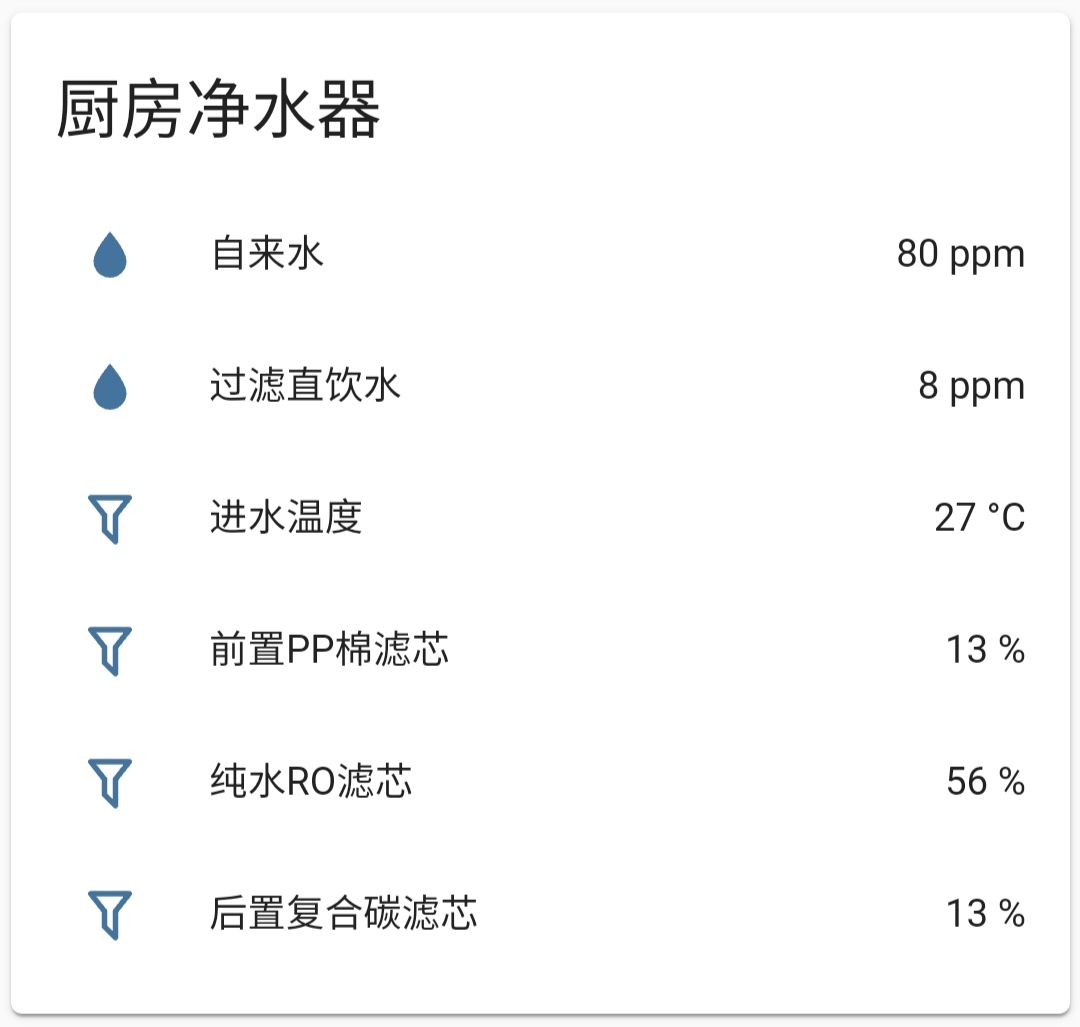 厨房净水器
自来水 80 ppm
过滤直饮水 8 ppm
进水温度 27 °C
前置PP棉滤芯 13 %
纯水RO滤芯 56 %
后置复合碳滤芯 13 %